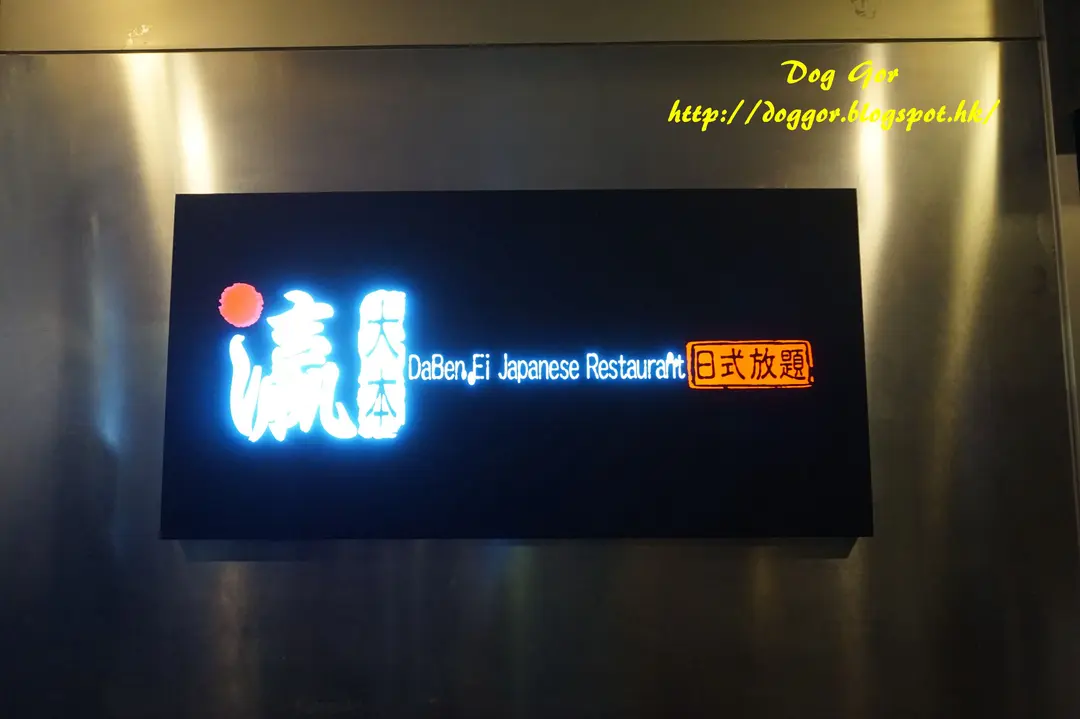 Dog Gor
http://doggor.blogspot.hk/
瀛
大本
DaBen Ei Japanese Restaurant
日式放題